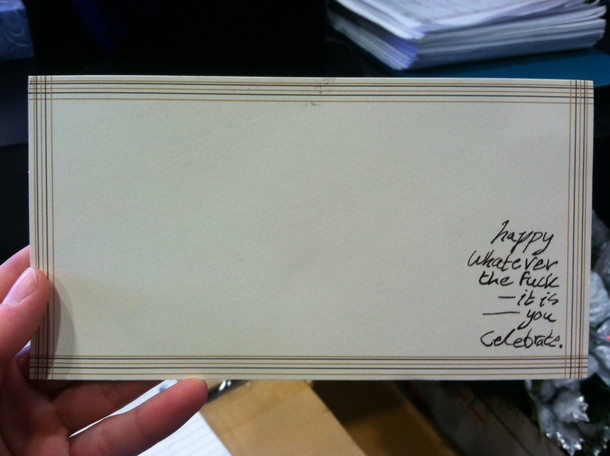 happy
whatever
the fuck
— it is
— you
celebrate.